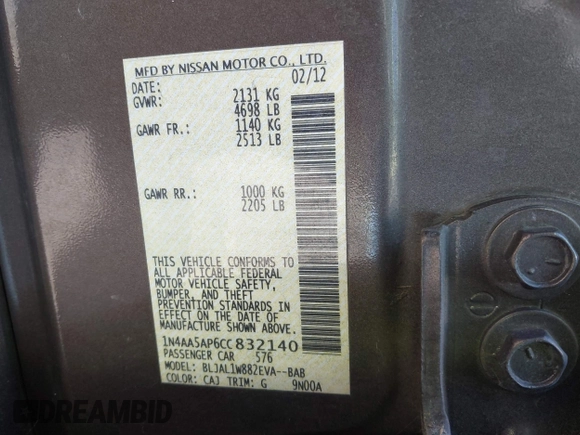 MFD BY NISSAN MOTOR CO., LTD.
DATE: 02/12
GVWR: 2131 KG
4698 LB
GAWR FR.: 1140 KG
2513 LB
GAWR RR.: 1000 KG
2205 LB
THIS VEHICLE CONFORMS TO
ALL APPLICABLE FEDERAL
MOTOR VEHICLE SAFETY,
BUMPER, AND THEFT
PREVENTION STANDARDS IN
EFFECT ON THE DATE OF
MANUFACTURE SHOWN ABOVE.
1N4AA5AP6CC832140
PASSENGER CAR 576
MODEL: BLJAL1W882EVA--BAB
COLOR: CAJ TRIM: G 9N00A
DREAMBID